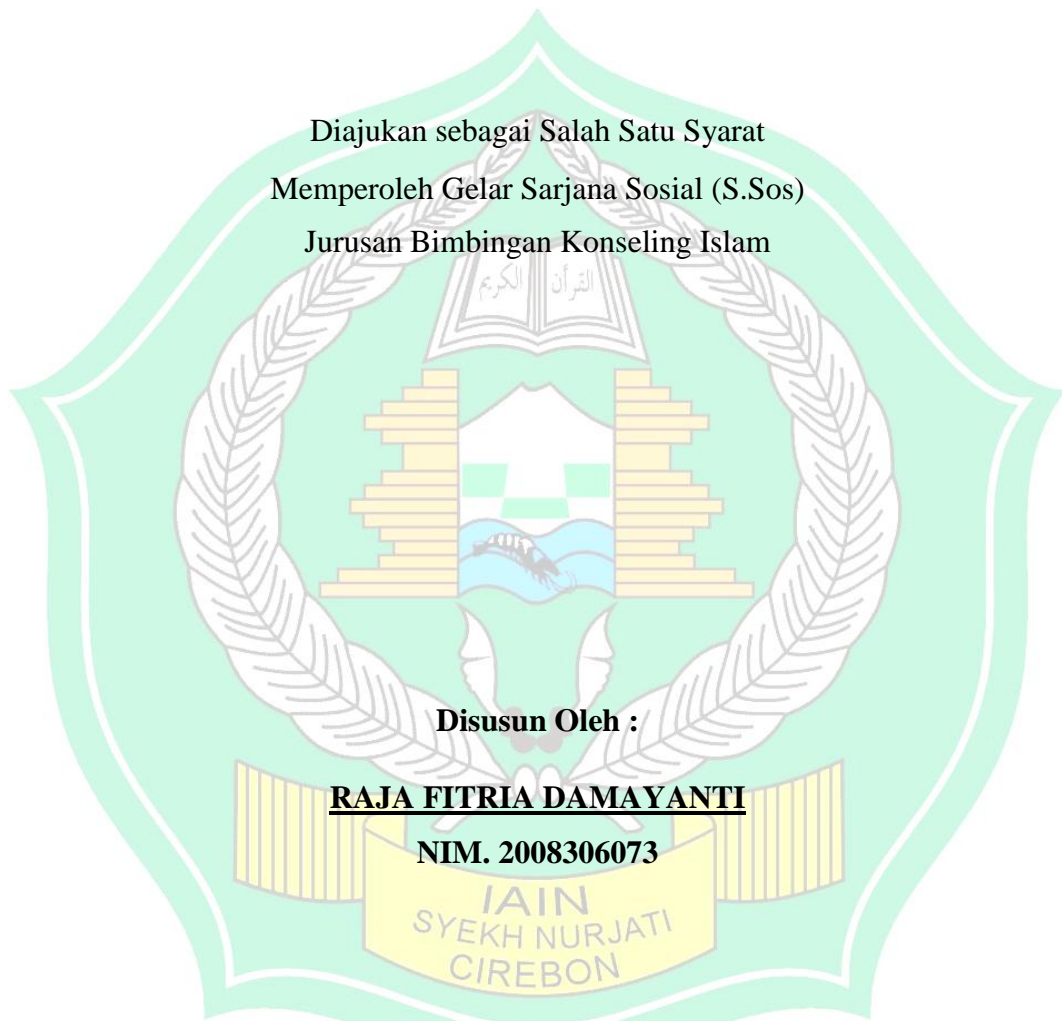 Diajukan sebagai Salah Satu Syarat
Memperoleh Gelar Sarjana Sosial (S.Sos)
Jurusan Bimbingan Konseling Islam
القرأن الكريم
Disusun Oleh :
RAJA FITRIA DAMAYANTI
NIM. 2008306073
IAIN
SYEKH NURJATI
CIREBON